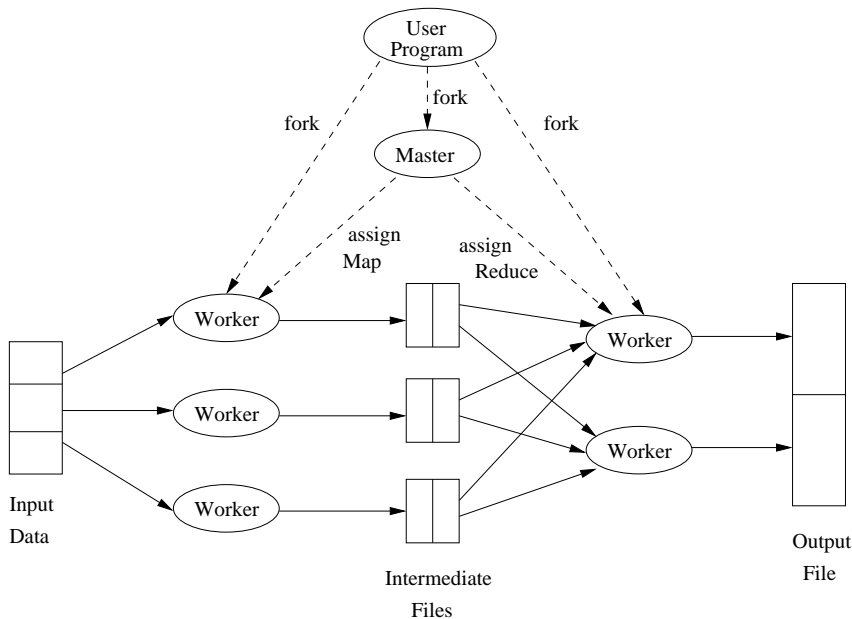 User
Program
fork
fork
fork
Master
assign
Map
assign
Reduce
Worker
Worker
Worker
Worker
Worker
Input
Data
Intermediate
Files
Output
File